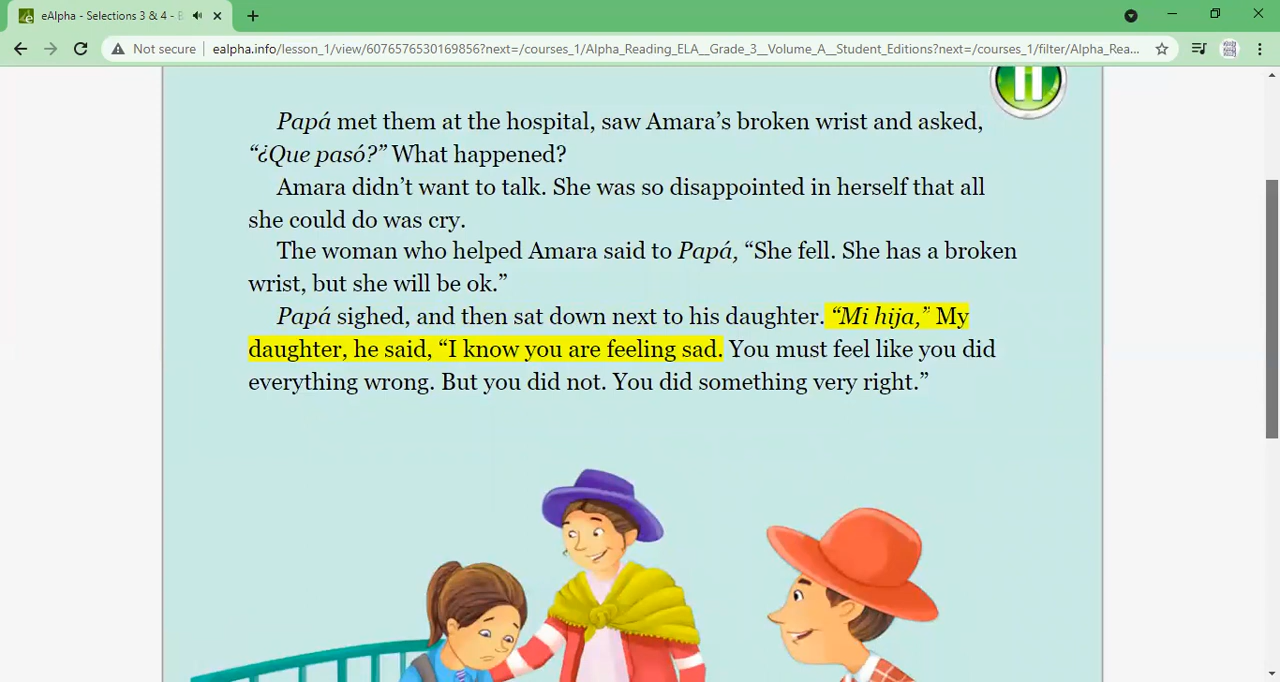 eAlpha - Selections 3 & 4 -
Not secure
ealpha.info/lesson_1/view/6076576530169856?next=/courses_1/Alpha_Reading_ELA__Grade_3__Volume_A__Student_Editions?next=/courses_1/filter/Alpha_Rea...
Papá met them at the hospital, saw Amara’s broken wrist and asked,
“¿Que pasó?” What happened?
Amara didn’t want to talk. She was so disappointed in herself that all
she could do was cry.
The woman who helped Amara said to Papá, “She fell. She has a broken
wrist, but she will be ok.”
Papá sighed, and then sat down next to his daughter. “Mi hija,” My
daughter, he said, “I know you are feeling sad. You must feel like you did
everything wrong. But you did not. You did something very right.”